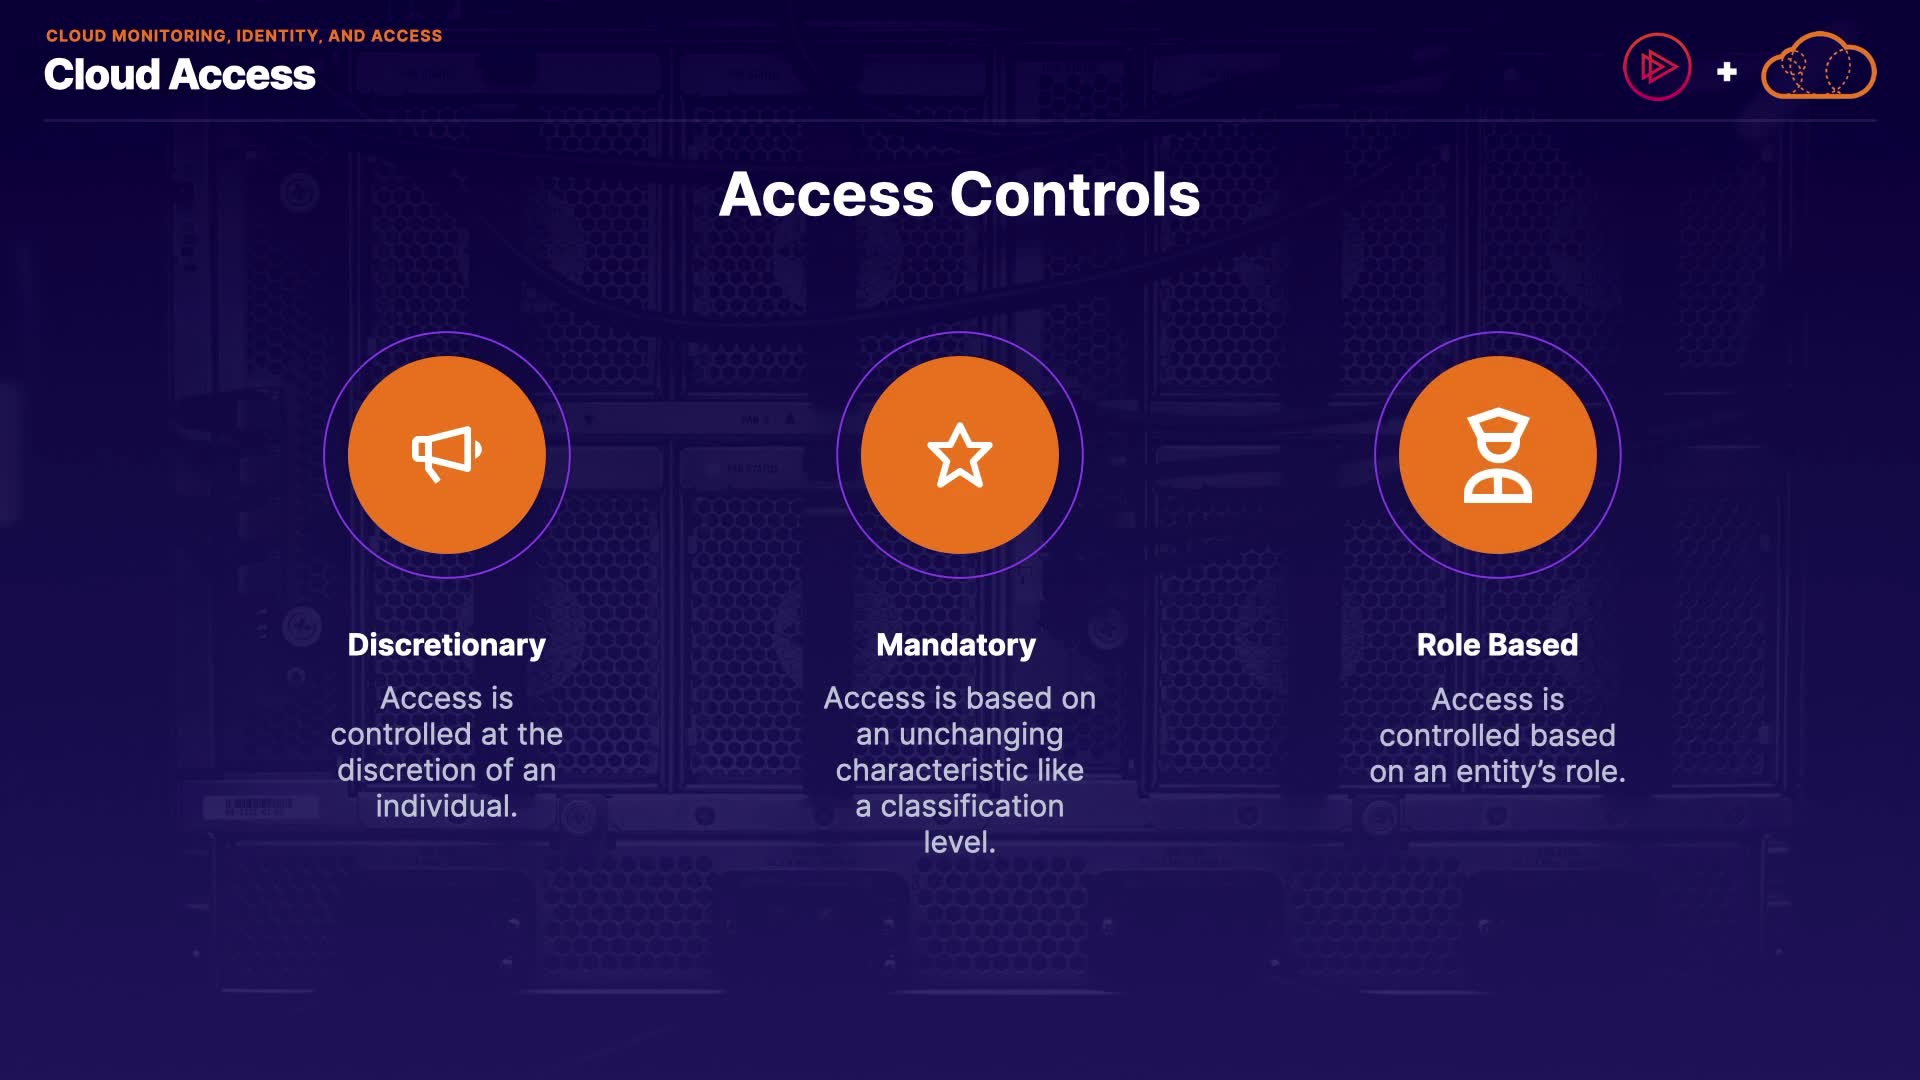 CLOUD MONITORING, IDENTITY, AND ACCESS
Cloud Access
Access Controls
Discretionary
Access is
controlled at the
discretion of an
individual.
Mandatory
Access is based on
an unchanging
characteristic like
a classification
level.
Role Based
Access is
controlled based
on an entity’s role.